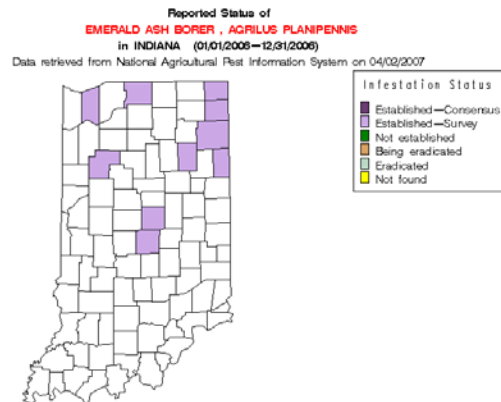 Reported Status of
EMERALD ASH BORER , AGRILUS PLANIPENNIS
in INDIANA (01/01/2006—12/31/2006)
Data retrieved from National Agricultural Pest Information System on 04/02/2007
Infestation Status
Established—Consensus
Established—Survey
Not established
Being eradicated
Eradicated
Not found